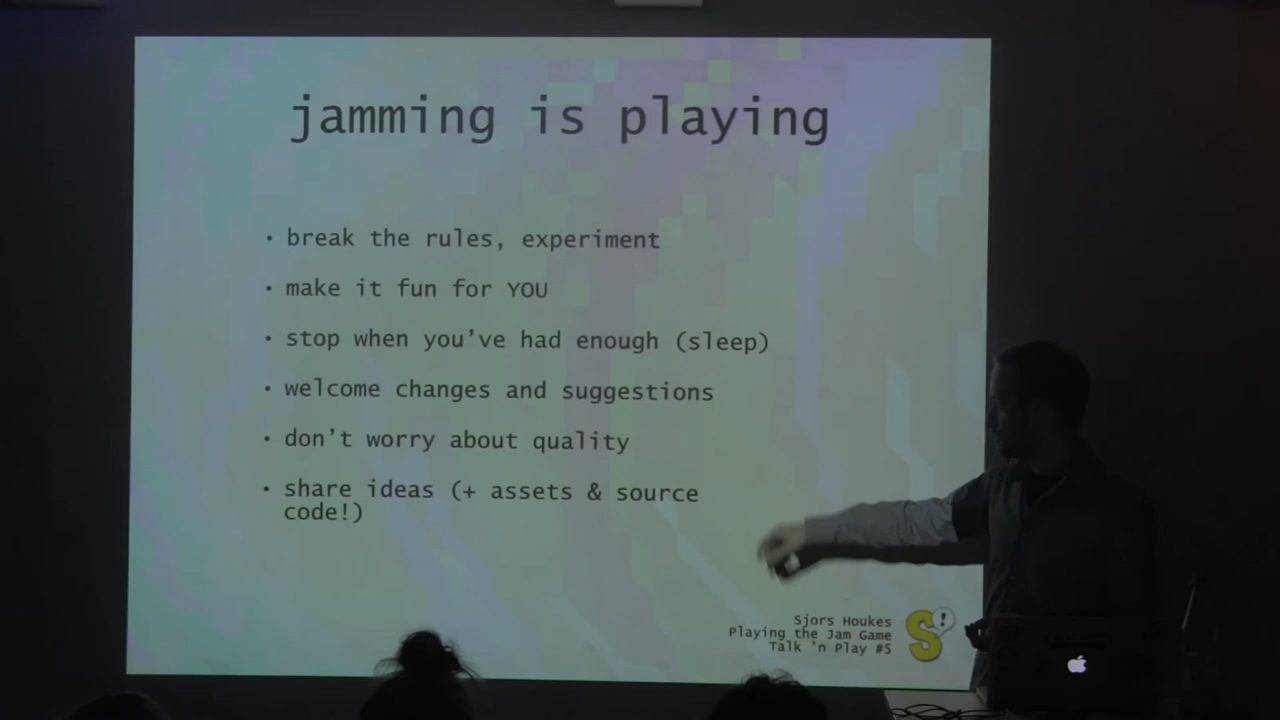 jamming is playing
• break the rules, experiment
• make it fun for YOU
• stop when you've had enough (sleep)
• welcome changes and suggestions
• don't worry about quality
• share ideas (+ assets & source
code!)
Sjors Houkes
Playing the Jam Game
Talk 'n Play #5
S!